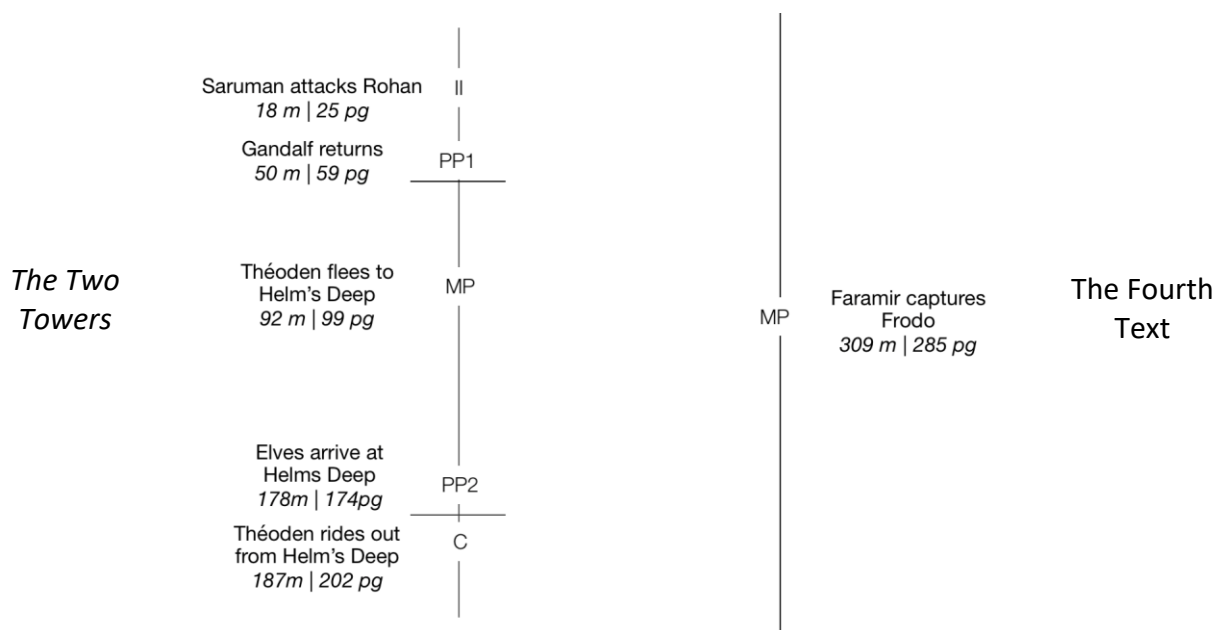 Saruman attacks Rohan
18 m | 25 pg
II
Gandalf returns
50 m | 59 pg
PP1
The Two
Towers
Théoden flees to
Helm's Deep
92 m | 99 pg
MP
MP
Faramir captures
Frodo
309 m | 285 pg
The Fourth
Text
Elves arrive at
Helms Deep
178m | 174pg
PP2
Théoden rides out
from Helm's Deep
187m | 202 pg
C